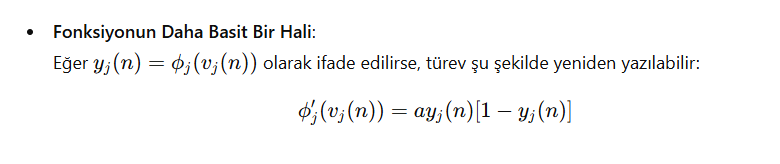 • Fonksiyonun Daha Basit Bir Hali:
Eğer yⱼ(n) = ϕⱼ(vⱼ(n)) olarak ifade edilirse, türev şu şekilde yeniden yazılabilir:
ϕ′ⱼ(vⱼ(n)) = ayⱼ(n)[1 − yⱼ(n)]